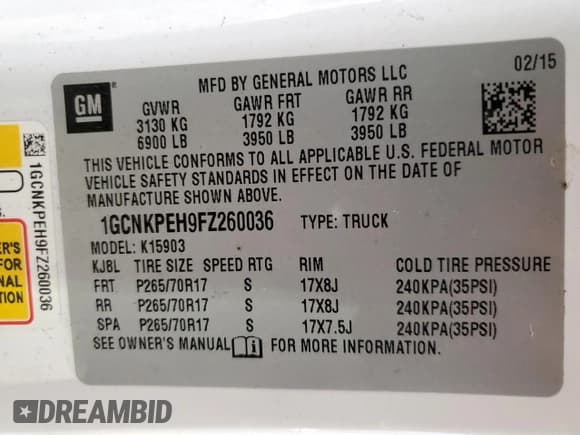 GM
MFD BY GENERAL MOTORS LLC
02/15
GVWR GAWR FRT GAWR RR
3130 KG 1792 KG 1792 KG
6900 LB 3950 LB 3950 LB
THIS VEHICLE CONFORMS TO ALL APPLICABLE U.S. FEDERAL MOTOR
VEHICLE SAFETY STANDARDS IN EFFECT ON THE DATE OF
MANUFACTURE SHOWN ABOVE.
1GCNKPEH9FZ260036 TYPE: TRUCK
MODEL: K15903
KJBL TIRE SIZE SPEED RTG RIM COLD TIRE PRESSURE
FRT P265/70R17 S 17X8J 240KPA(35PSI)
RR P265/70R17 S 17X8J 240KPA(35PSI)
SPA P265/70R17 S 17X7.5J 240KPA(35PSI)
SEE OWNER'S MANUAL FOR MORE INFORMATION.
1GCNKPEH9FZ260036
FOR
DREAMBID